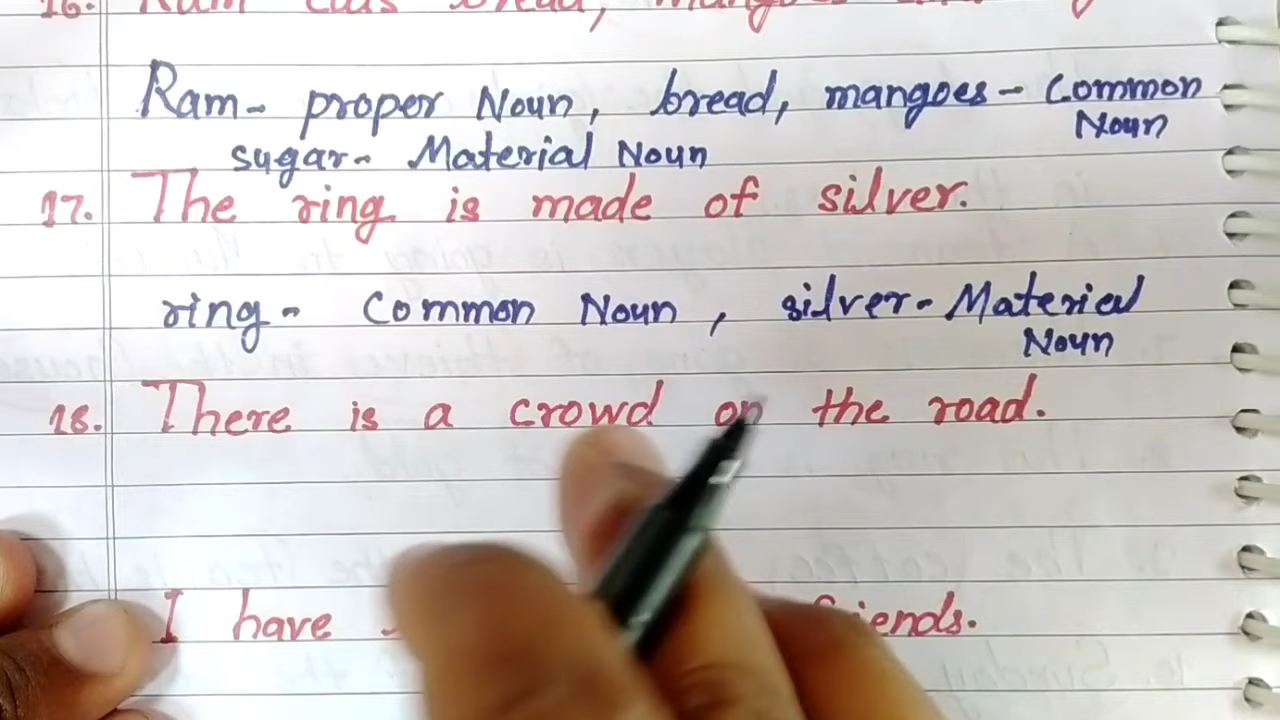 16.
Ram- proper Noun, bread, mangoes- Common
Noun
sugar- Material Noun
17. The ring is made of silver.
ring- Common Noun, silver- Material
Noun
18. There is a crowd on the road.
I have